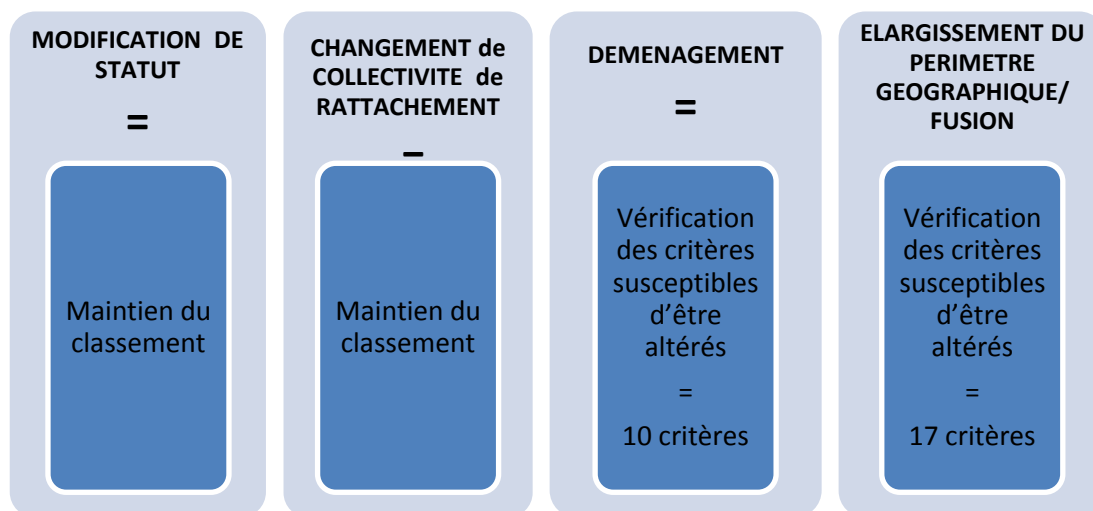 MODIFICATION DE
STATUT
=
Maintien du
classement
CHANGEMENT de
COLLECTIVITE de
RATTACHEMENT
=
Maintien du
classement
DEMENAGEMENT
=
Vérification
des critères
susceptibles
d’être
altérés
=
10 critères
ELARGISSEMENT DU
PERIMETRE
GEOGRAPHIQUE/
FUSION
Vérification
des critères
susceptibles
d’être
altérés
=
17 critères